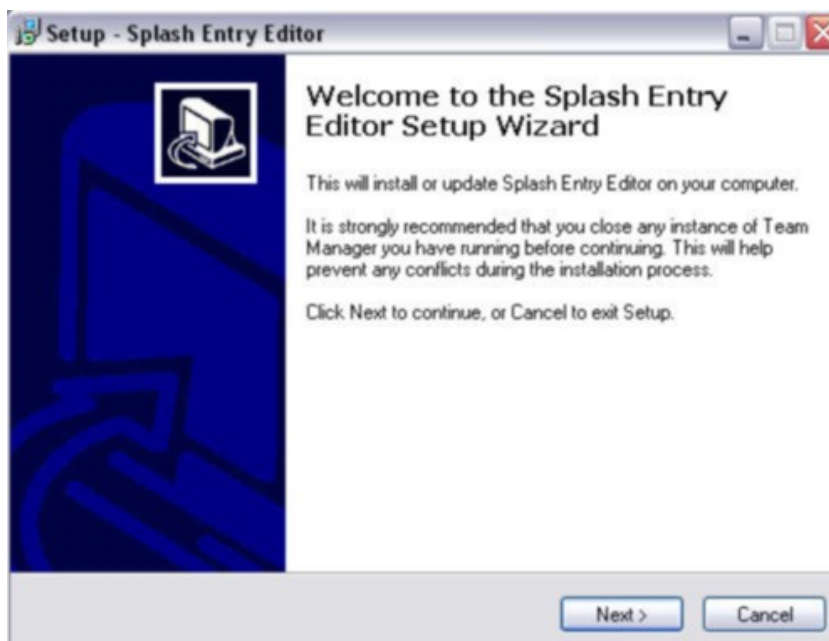 Setup - Splash Entry Editor
Welcome to the Splash Entry
Editor Setup Wizard
This will install or update Splash Entry Editor on your computer.
It is strongly recommended that you close any instance of Team
Manager you have running before continuing. This will help
prevent any conflicts during the installation process.
Click Next to continue, or Cancel to exit Setup.
Next >
Cancel